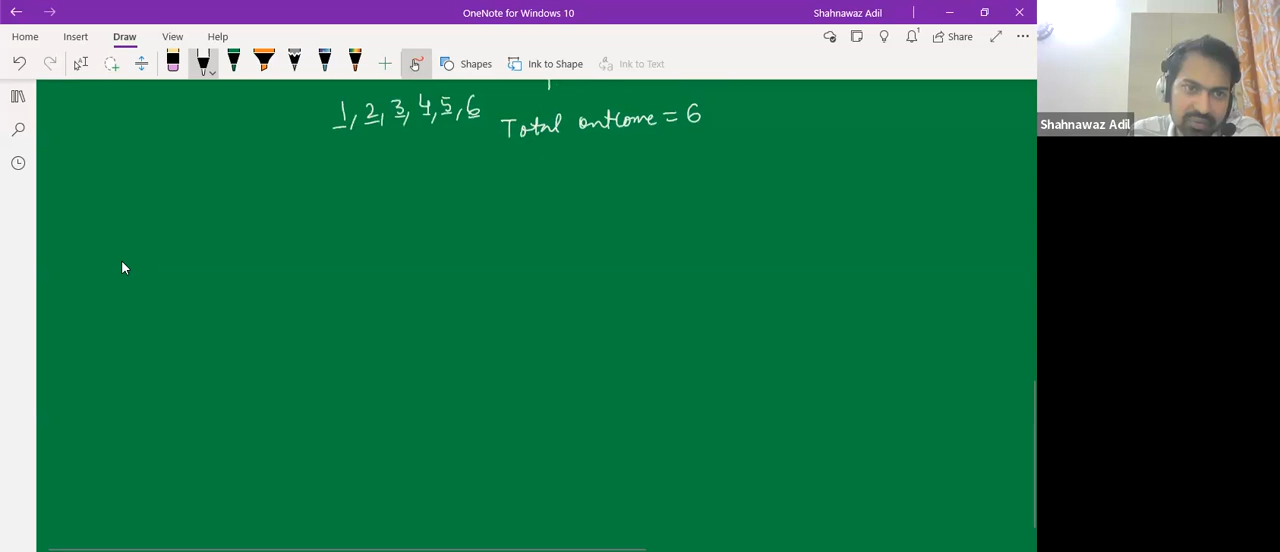 OneNote for Windows 10
Shahnawaz Adil
Home Insert Draw View Help
Shapes Ink to Shape Ink to Text
1 Share
1, 2, 3, 4, 5, 6 Total outcome = 6
Shahnawaz Adil